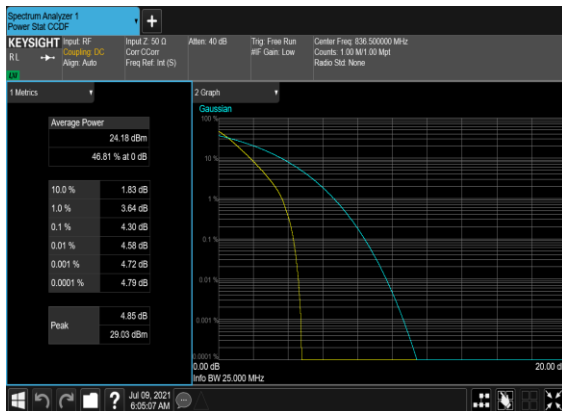 Spectrum Analyzer 1
Power Stat CCDF
+
KEYSIGHT
RL
Input: RF
Coupling: DC
Align: Auto
Input Z: 50 Ω
Corr CCorr
Freq Ref: Int (S)
Atten: 40 dB
Trig: Free Run
#IF Gain: Low
Center Freq: 836.500000 MHz
Counts: 1.00 M/1.00 Mpt
Radio Std: None
1 Metrics
Average Power
24.18 dBm
46.81 % at 0 dB
10.0 % 1.83 dB
1.0 % 3.64 dB
0.1 % 4.30 dB
0.01 % 4.58 dB
0.001 % 4.72 dB
0.0001 % 4.79 dB
Peak 4.85 dB
29.03 dBm
2 Graph
Gaussian
100 %
10 %
1 %
0.1 %
0.01 %
0.001 %
0.0001 %
0.00 dB
20.00 d
Info BW 25.000 MHz
?
Jul 09, 2021
6:05:07 AM